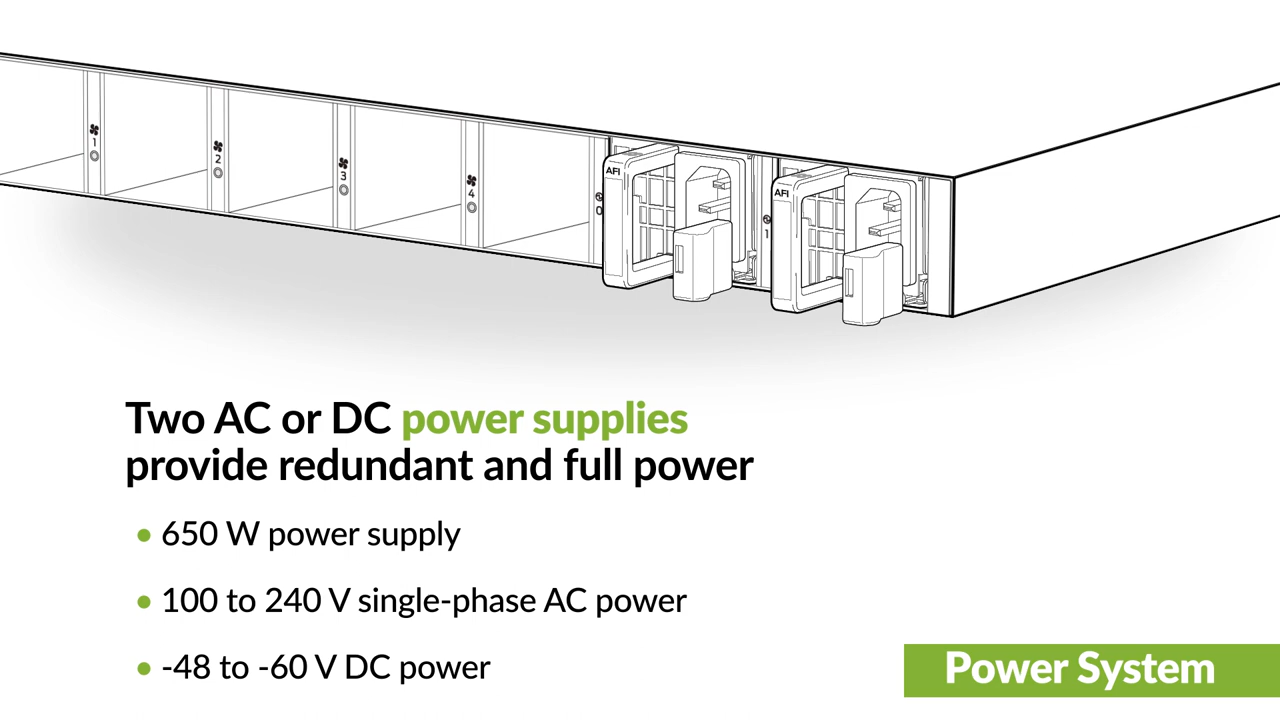 1
2
3
4
0
AFI
1
AFI
Two AC or DC power supplies
provide redundant and full power
• 650 W power supply
• 100 to 240 V single-phase AC power
• -48 to -60 V DC power
Power System